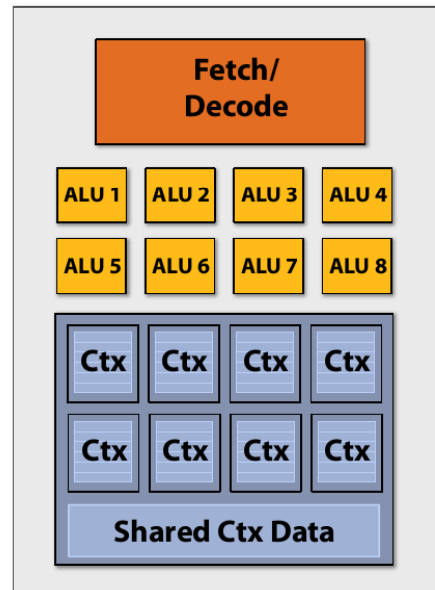 Fetch/
Decode
ALU 1 ALU 2 ALU 3 ALU 4
ALU 5 ALU 6 ALU 7 ALU 8
Ctx Ctx Ctx Ctx
Ctx Ctx Ctx Ctx
Shared Ctx Data